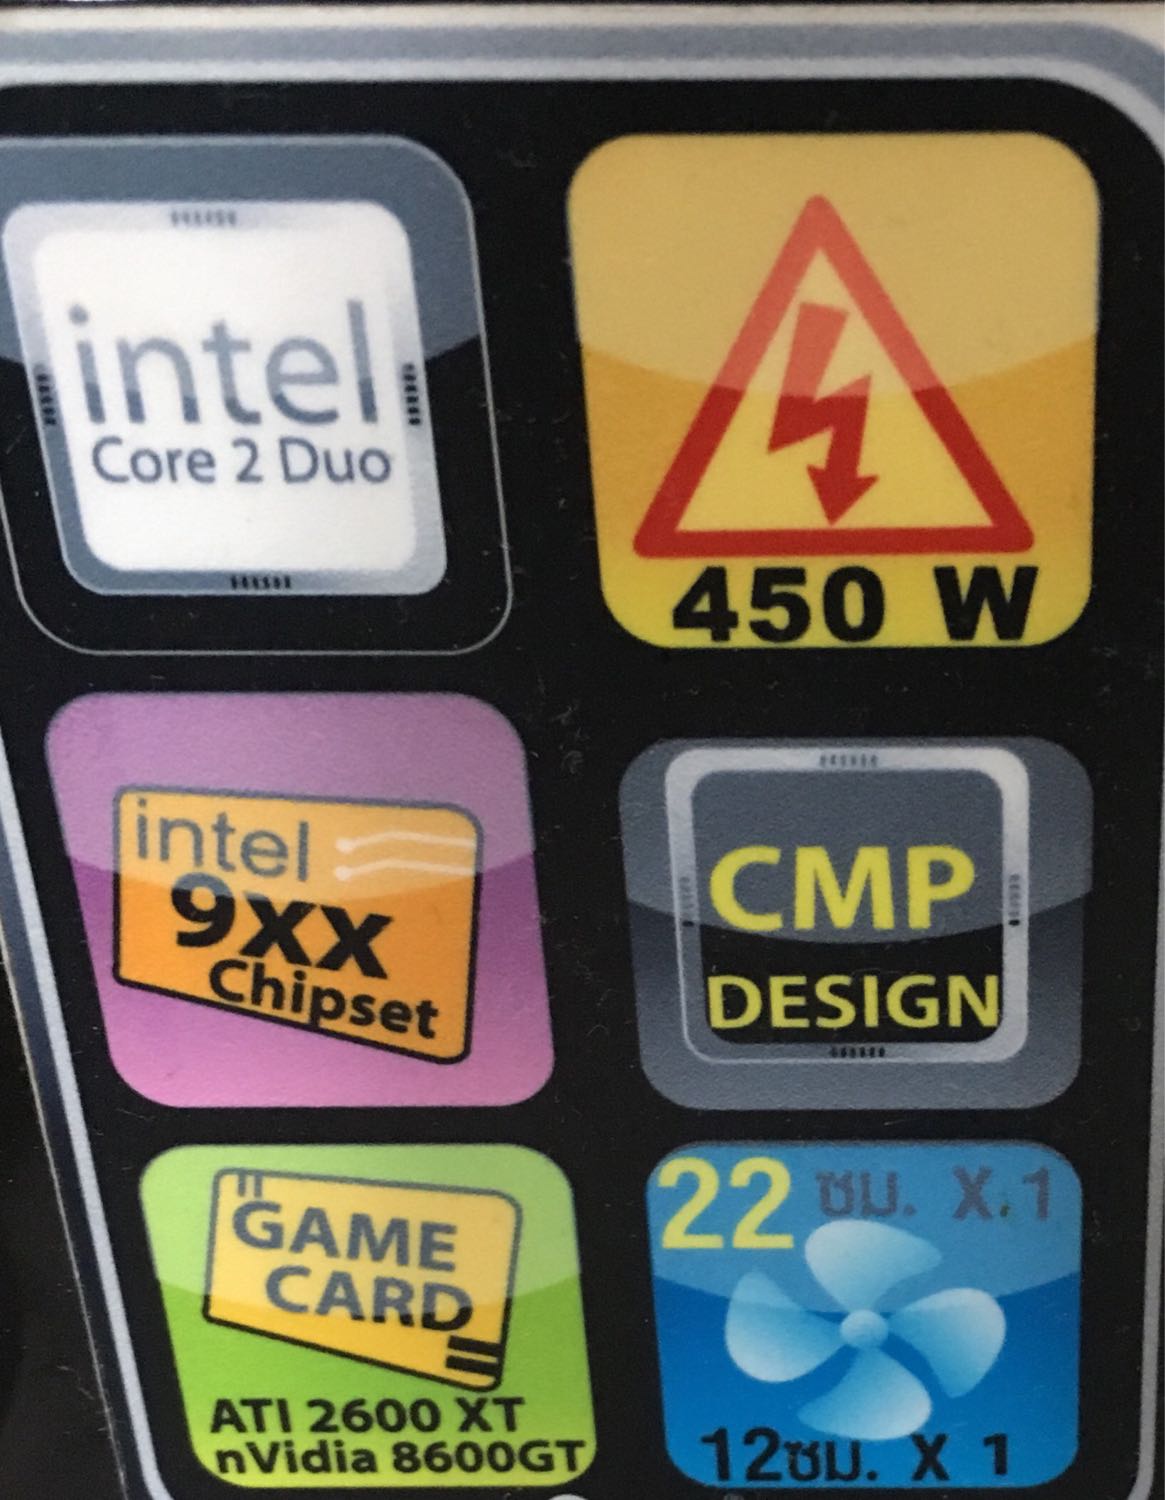 intel
Core 2 Duo
450 W
intel
9xx
Chipset
CMP
DESIGN
GAME
CARD
ATI 2600 XT
nVidia 8600GT
22 ซม. X 1
12ซม. X 1